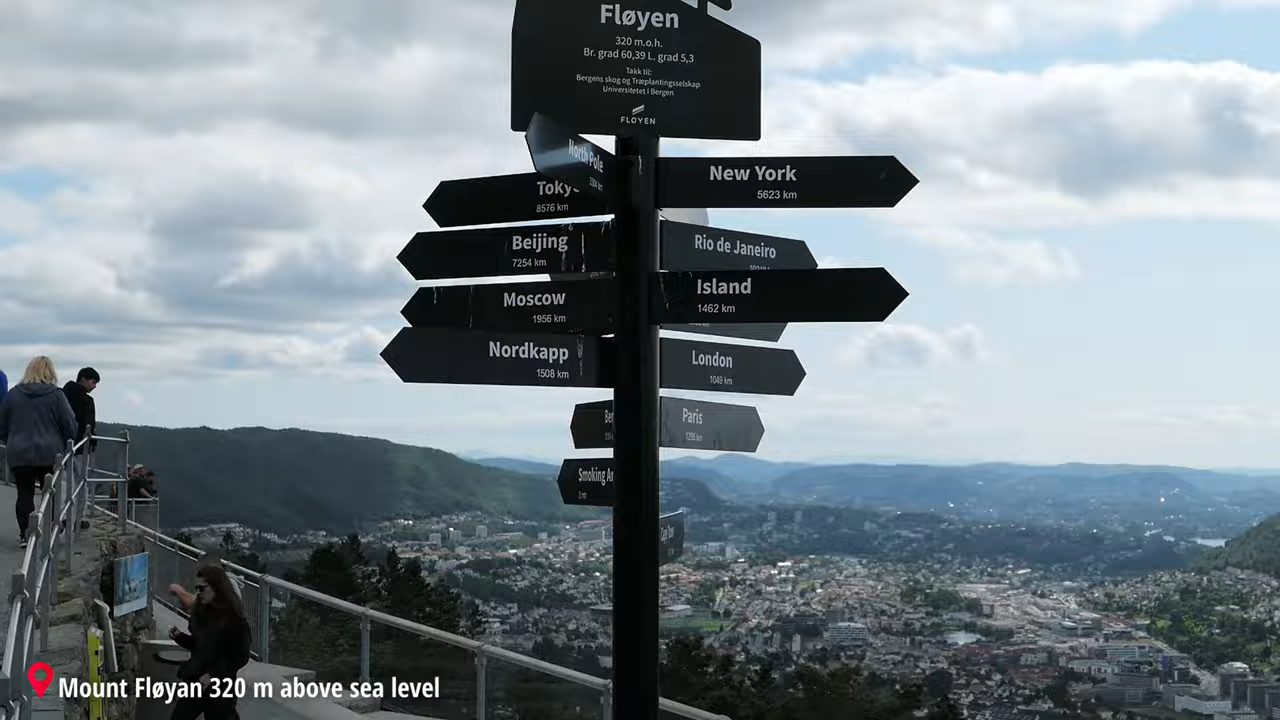 Fløyen
320 m.o.h.
Br. grad 60,39 L. grad 5,3
Takk til:
Bergens skog og Træplantingsselskap
Universitetet i Bergen
FLØYEN
North Pole
New York
5623 km
8576 km
Beijing
7254 km
Rio de Janeiro
Moscow
1956 km
Island
1462 km
Nordkapp
1508 km
London
1049 km
Paris
1295 km
Smoking
Mount Fløyan 320 m above sea level